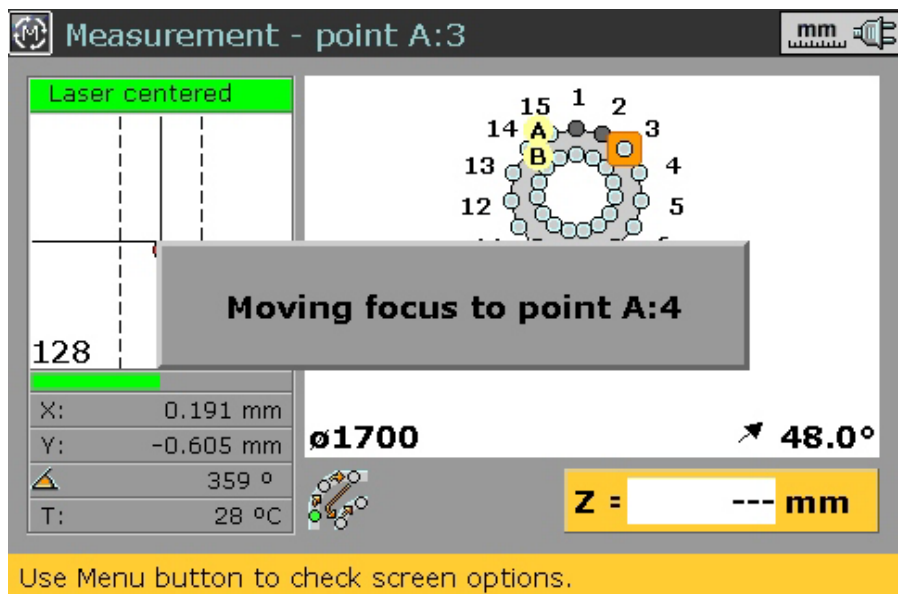 Measurement - point A:3
mm
Laser centered
128
X: 0.191 mm
Y: -0.605 mm
359 º
T: 28 ºC
15 1 2
14 A 3
B
13 4
12 5
Moving focus to point A:4
ø1700
48.0º
Z = --- mm
Use Menu button to check screen options.